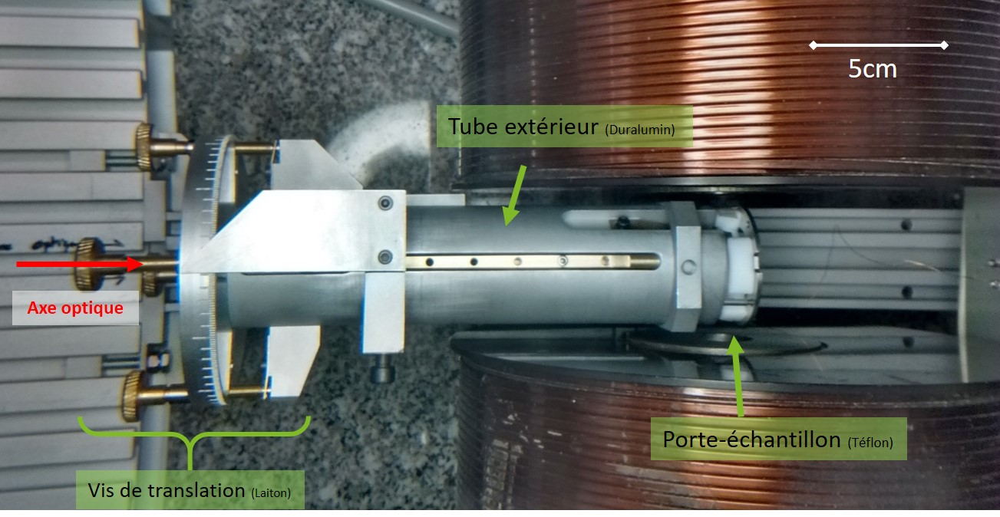 5cm
Tube extérieur (Duralumin)
Axe optique
Porte-échantillon (Téflon)
Vis de translation (Laiton)